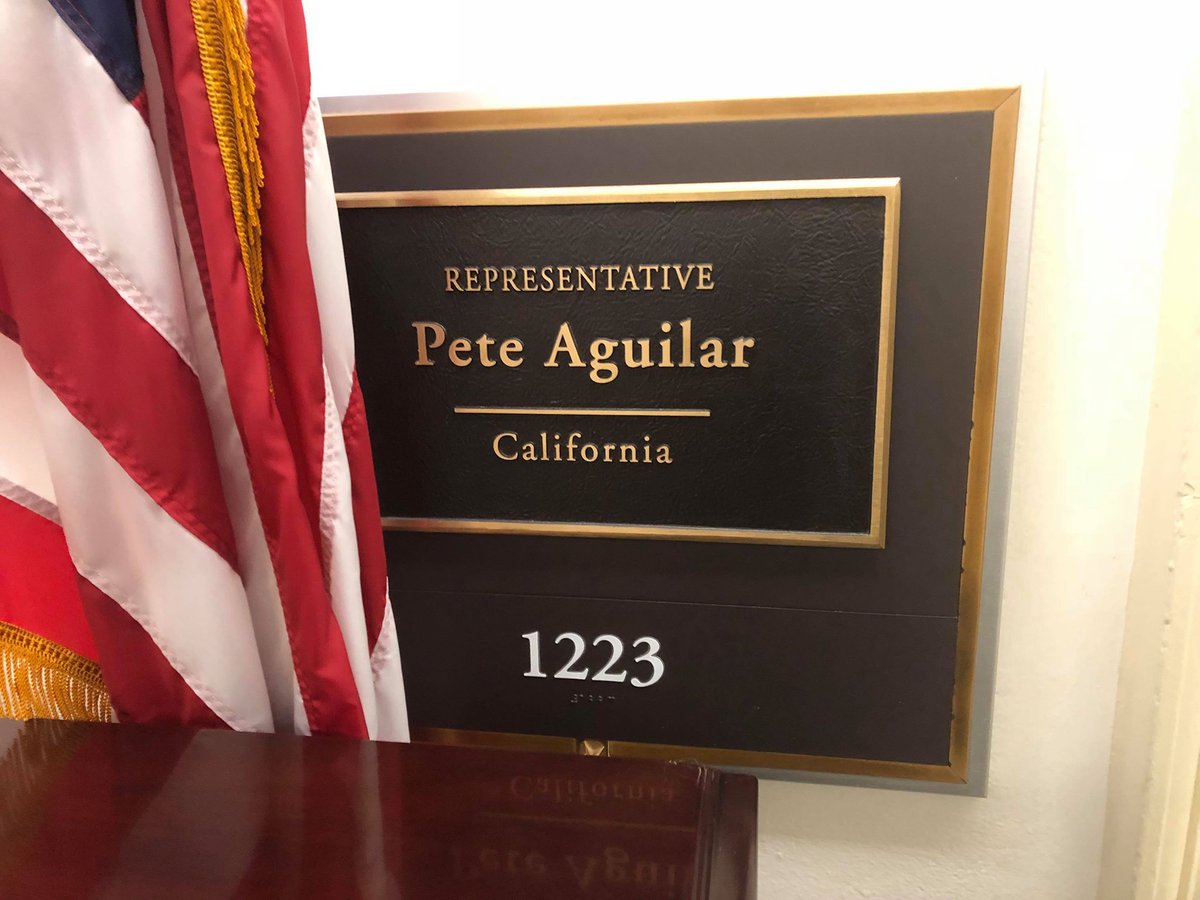 REPRESENTATIVE
Pete Aguilar
California
1223